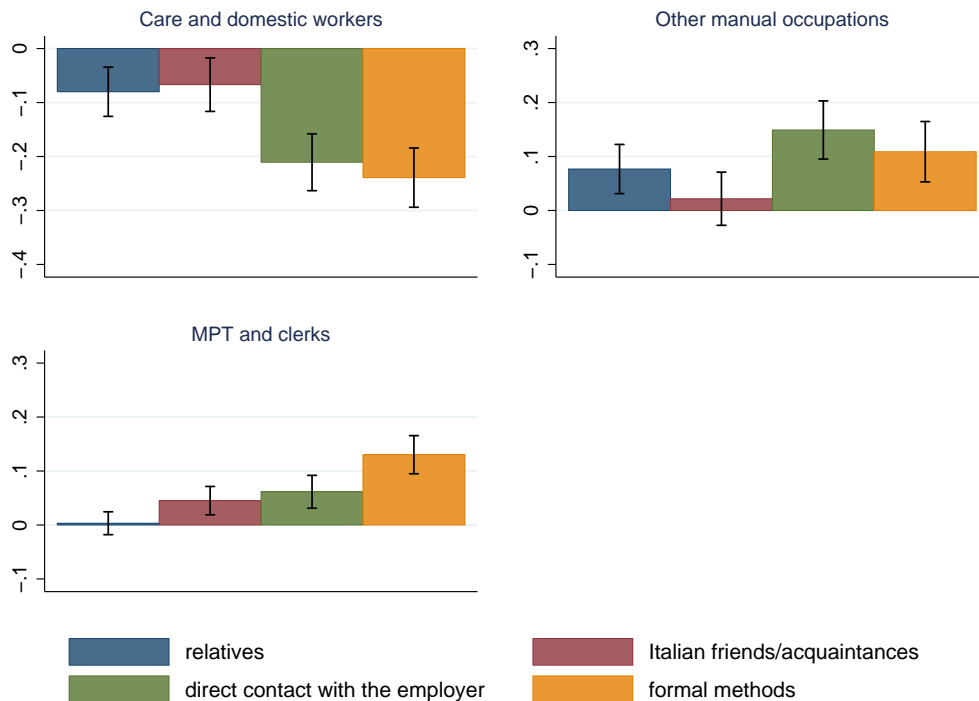 Care and domestic workers
0
-.1
-.2
-.3
-.4
Other manual occupations
.3
.2
.1
0
-.1
MPT and clerks
.3
.2
.1
0
-.1
relatives
Italian friends/acquaintances
direct contact with the employer
formal methods